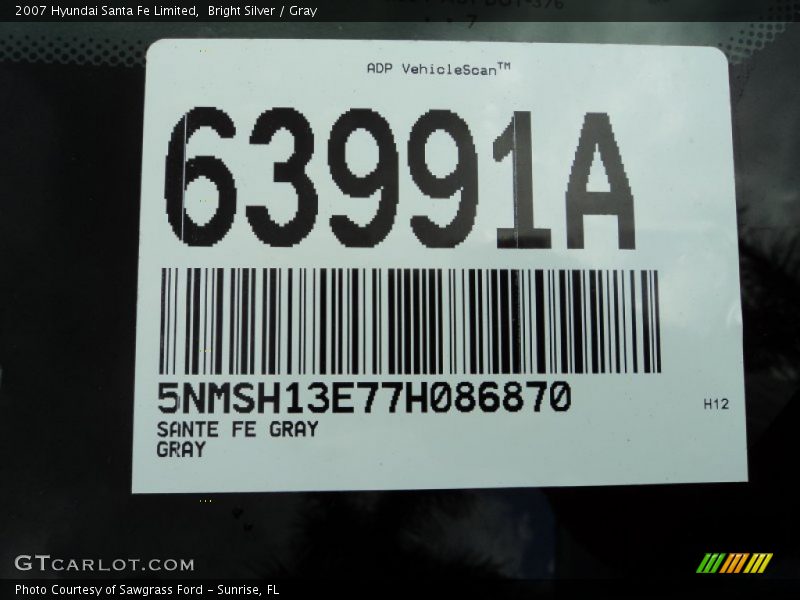 2007 Hyundai Santa Fe Limited, Bright Silver / Gray
ADP VehicleScan™
63991A
5NMSH13E77H086870
H12
SANTE FE GRAY
GRAY
GTCARLOT.COM
Photo Courtesy of Sawgrass Ford - Sunrise, FL